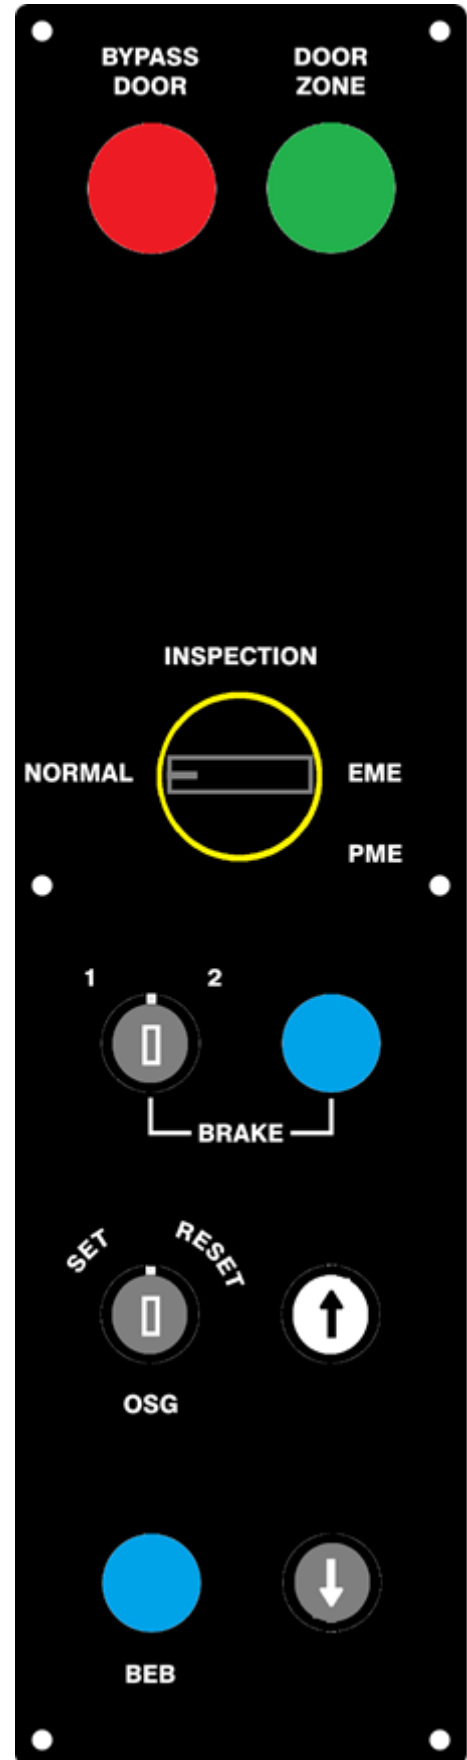 BYPASS DOOR
DOOR ZONE
INSPECTION
NORMAL
EME
PME
1 2
BRAKE
SET RESET
OSG
BEB